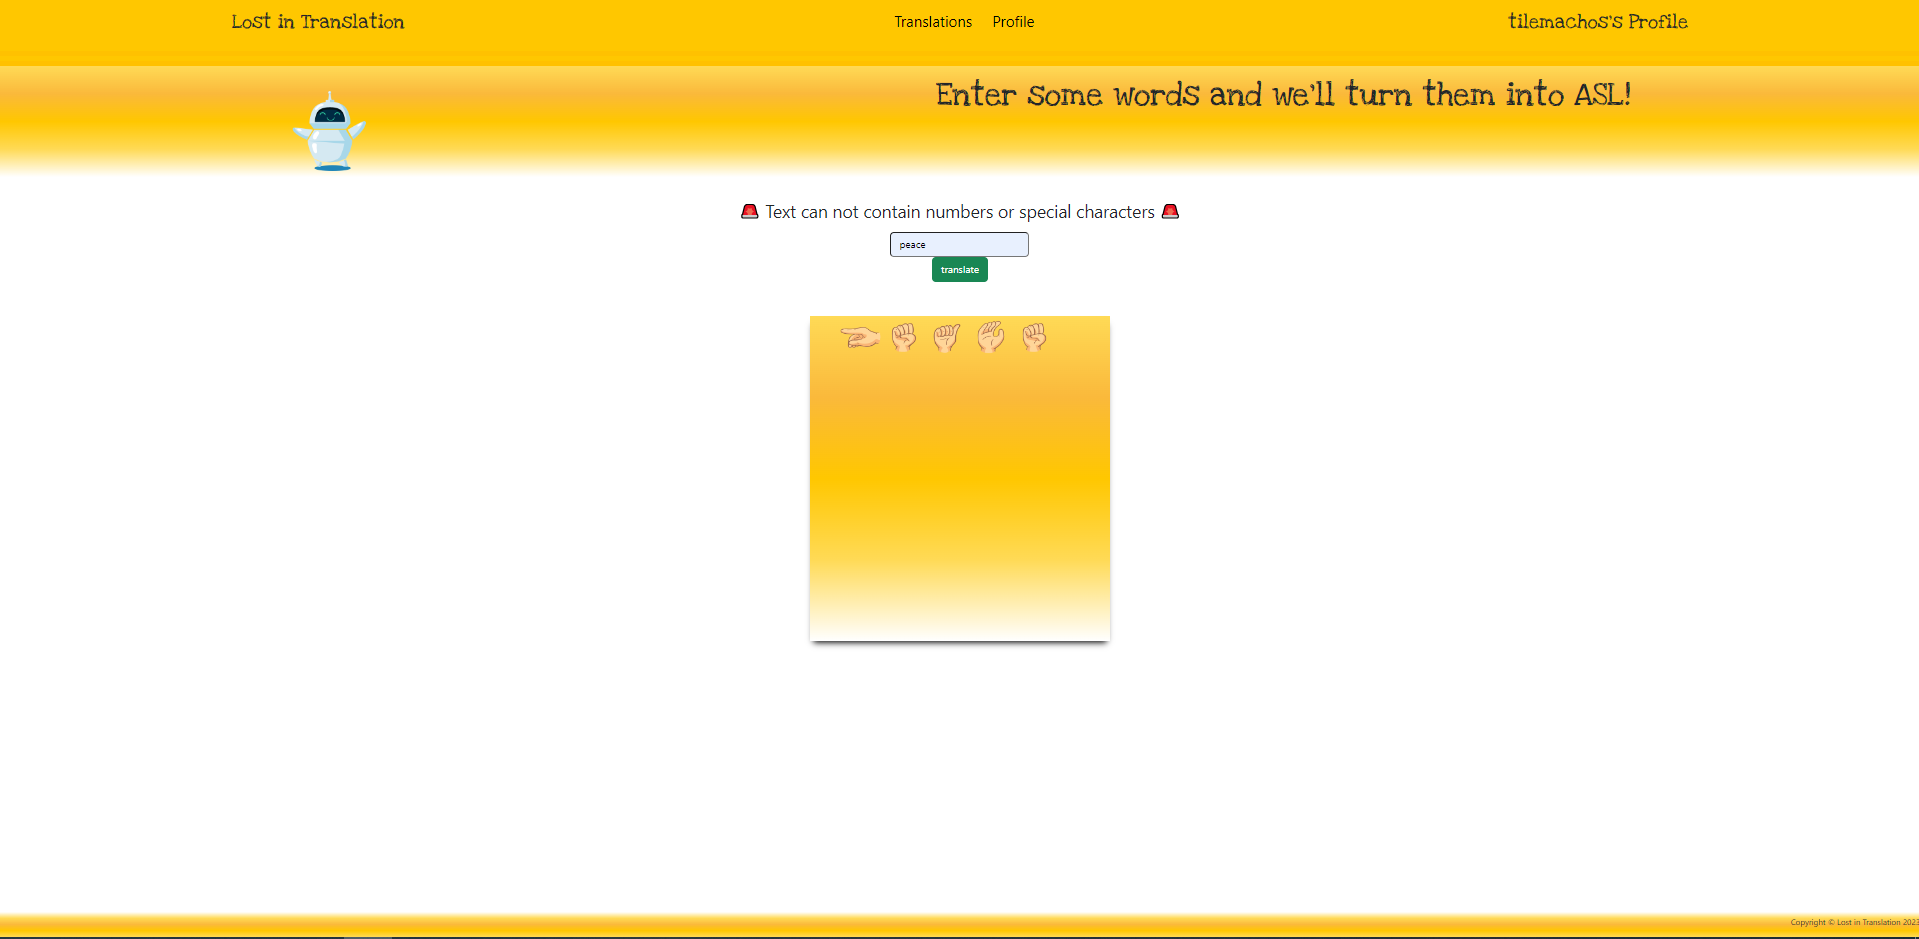 Lost in Translation
Translations Profile
tilemachos's Profile
Enter some words and we'll turn them into ASL!
🚨 Text can not contain numbers or special characters 🚨
peace
translate
Copyright © Lost in Translation 2023